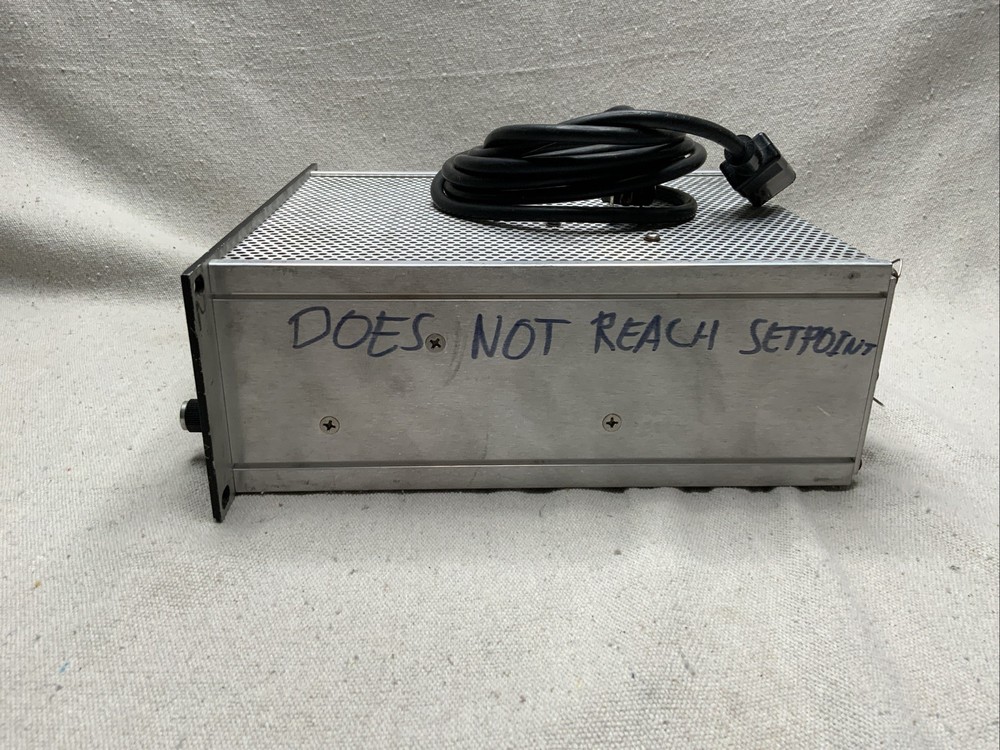 DOES NOT REACH SETPOINT